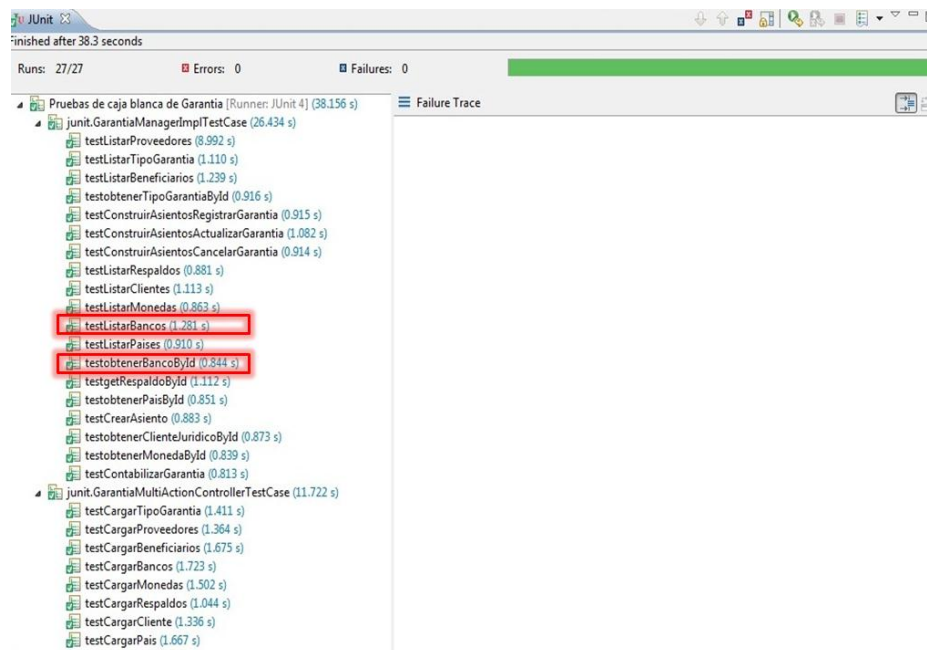 JUnit
Finished after 38.3 seconds
Runs: 27/27 Errors: 0 Failures: 0
Pruebas de caja blanca de Garantia [Runner: JUnit 4] (38.156 s)
Failure Trace
junit.GarantiaManagerImplTestCase (26.434 s)
testListarProveedores (8.992 s)
testListarTipoGarantia (1.110 s)
testListarBeneficiarios (1.239 s)
testobtenerTipoGarantiaById (0.916 s)
testConstruirAsientosRegistrarGarantia (0.915 s)
testConstruirAsientosActualizarGarantia (1.082 s)
testConstruirAsientosCancelarGarantia (0.914 s)
testListarRespaldos (0.881 s)
testListarClientes (1.113 s)
testListarMonedas (0.863 s)
testListarBancos (1.281 s)
testListarPaises (0.910 s)
testobtenerBancoById (0.844 s)
testgetRespaldoById (1.112 s)
testobtenerPaisById (0.851 s)
testCrearAsiento (0.883 s)
testobtenerClienteJuridicoById (0.873 s)
testobtenerMonedaById (0.839 s)
testContabilizarGarantia (0.813 s)
junit.GarantiaMultiActionControllerTestCase (11.722 s)
testCargarTipoGarantia (1.411 s)
testCargarProveedores (1.364 s)
testCargarBeneficiarios (1.675 s)
testCargarBancos (1.723 s)
testCargarMonedas (1.502 s)
testCargarRespaldos (1.044 s)
testCargarCliente (1.336 s)
testCargarPais (1.667 s)